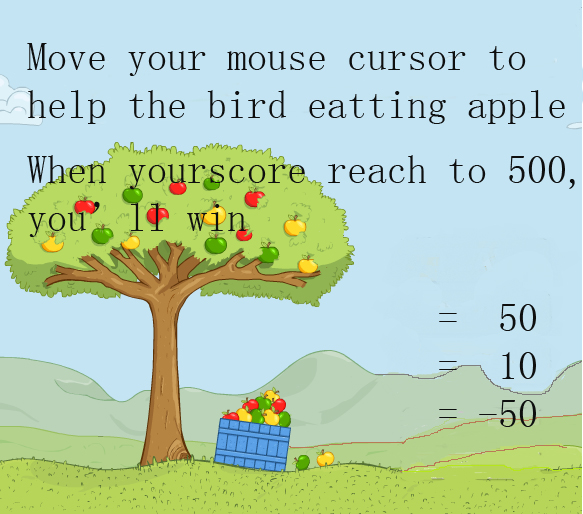 Move your mouse cursor to
help the bird eatting apple
When yourscore reach to 500,
you’ll win
= 50
= 10
= -50